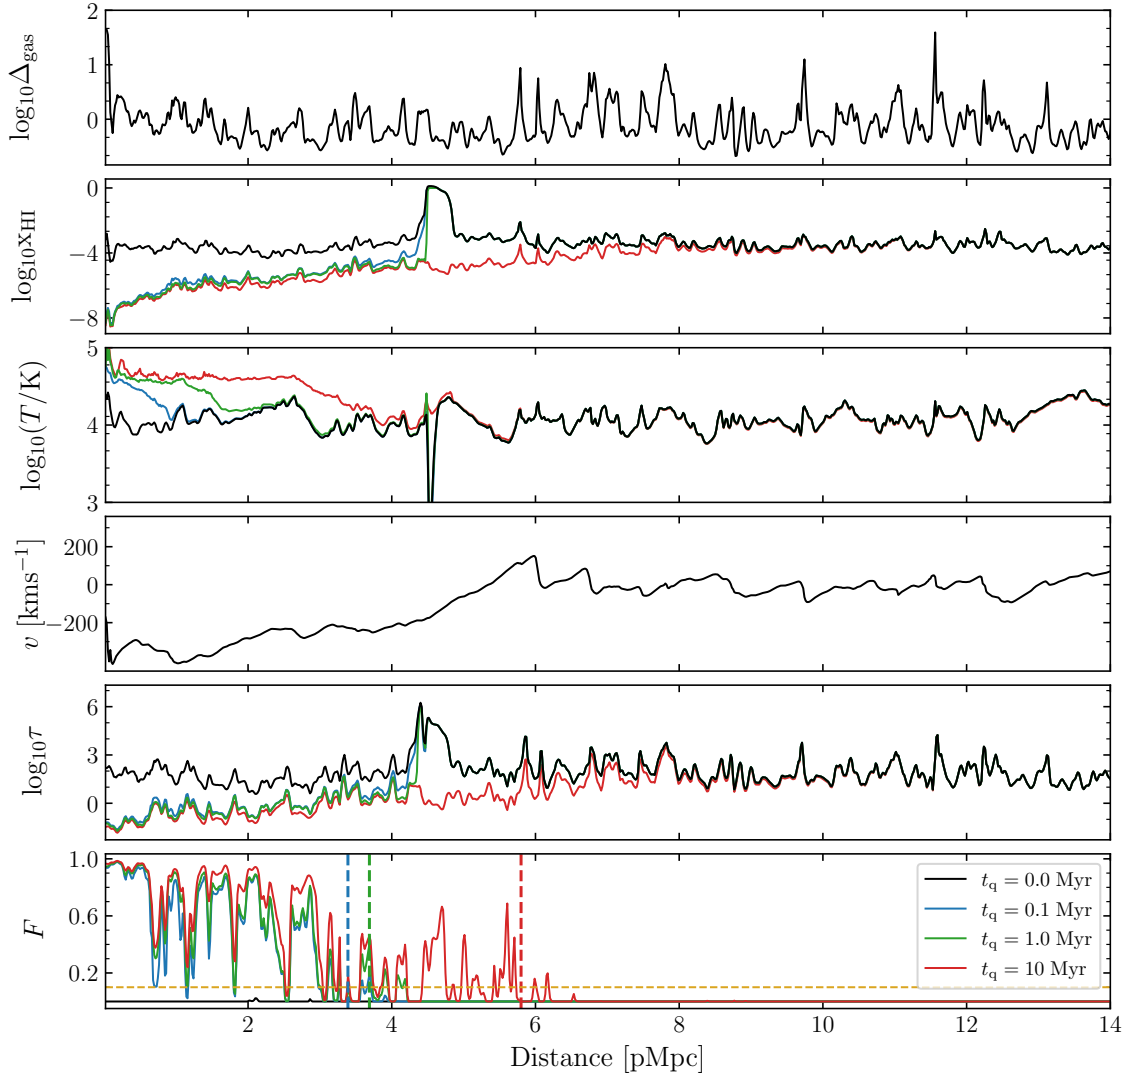 log₁₀Δgas
2
1
0
log₁₀xHI
0
−4
−8
log₁₀(T/K)
5
4
3
v [kms⁻¹]
200
0
−200
log₁₀τ
6
3
0
F
1.0
0.6
0.2
tq = 0.0 Myr
tq = 0.1 Myr
tq = 1.0 Myr
tq = 10 Myr
2 4 6 8 10 12 14
Distance [pMpc]